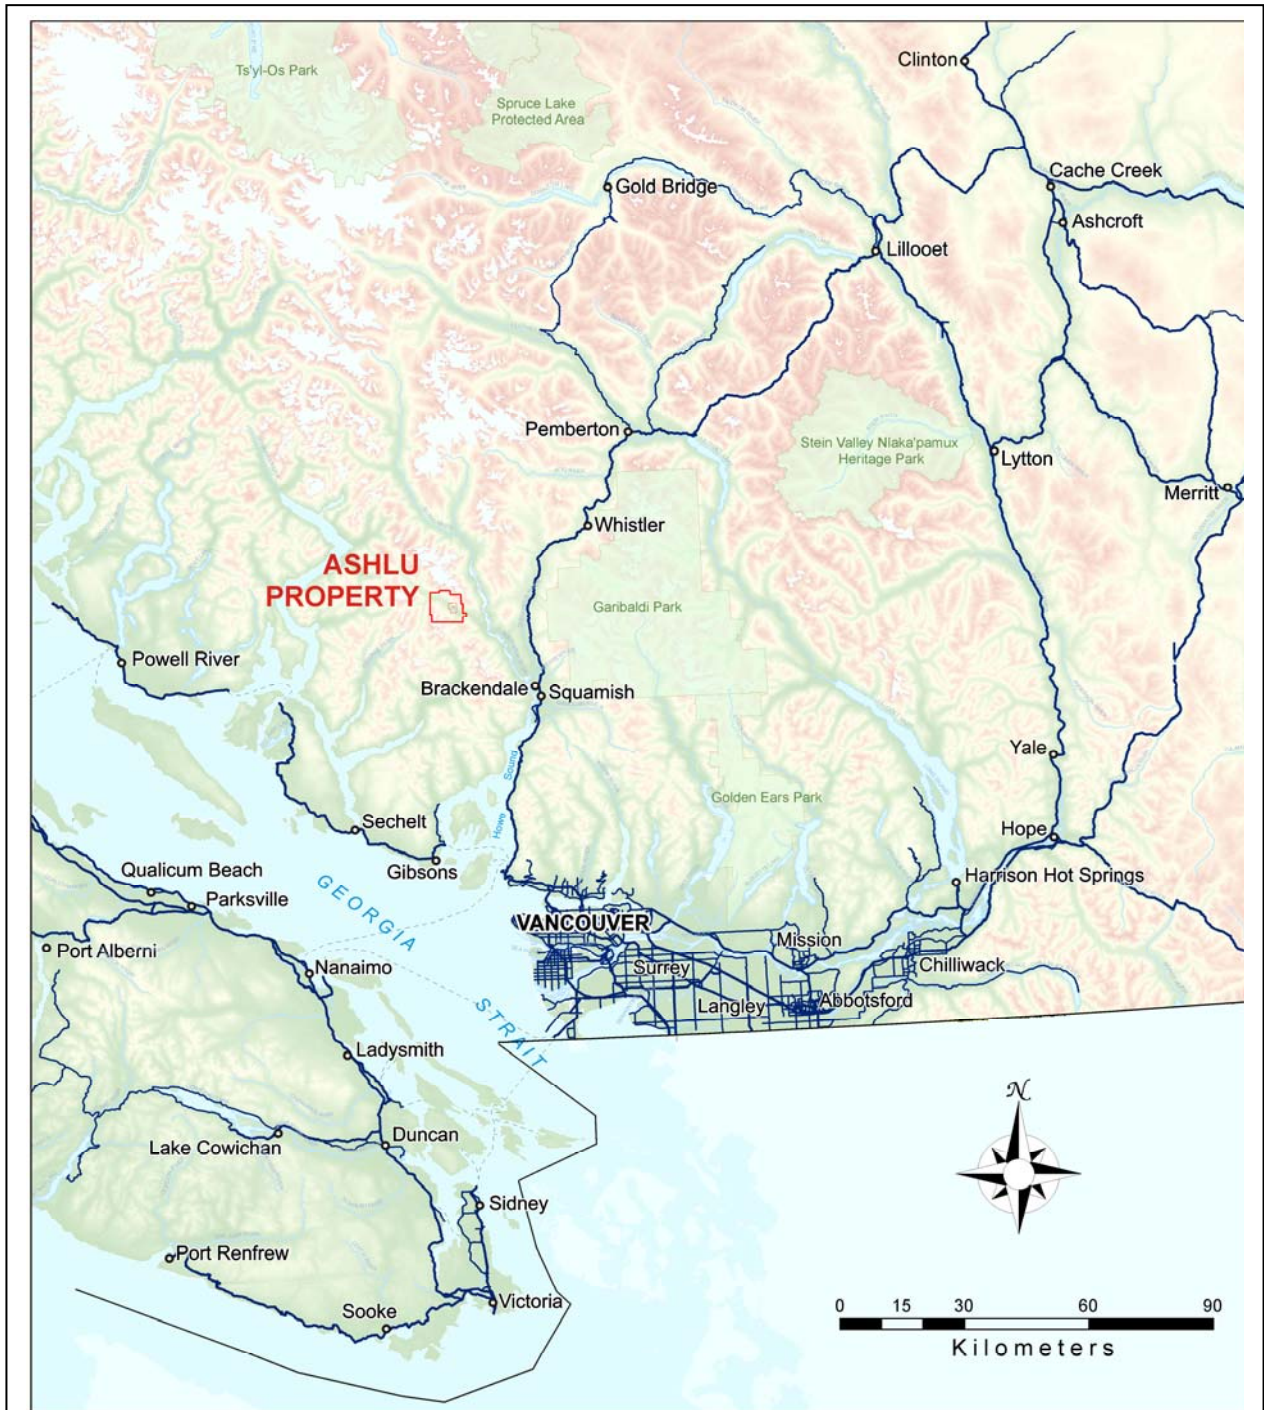 Clinton
Ts'yl-Os Park
Spruce Lake
Protected Area
Cache Creek
Gold Bridge
Ashcroft
Lillooet
Pemberton
Stein Valley Nlaka'pamux
Heritage Park
Lytton
Merritt
Whistler
ASHLU
PROPERTY
Garibaldi Park
Powell River
Brackendale
Squamish
Yale
Howe Sound
Golden Ears Park
Sechelt
Hope
Gibsons
Qualicum Beach
Harrison Hot Springs
Parksville
GEORGIA
STRAIT
VANCOUVER
Port Alberni
Mission
Nanaimo
Surrey
Chilliwack
Langley
Abbotsford
Ladysmith
N
Duncan
Lake Cowichan
Sidney
Port Renfrew
Victoria
Sooke
0 15 30 60 90
Kilometers